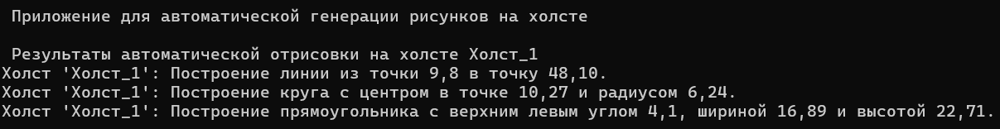 Приложение для автоматической генерации рисунков на холсте
Результаты автоматической отрисовки на холсте Холст_1
Холст 'Холст_1': Построение линии из точки 9,8 в точку 48,10.
Холст 'Холст_1': Построение круга с центром в точке 10,27 и радиусом 6,24.
Холст 'Холст_1': Построение прямоугольника с верхним левым углом 4,1, шириной 16,89 и высотой 22,71.